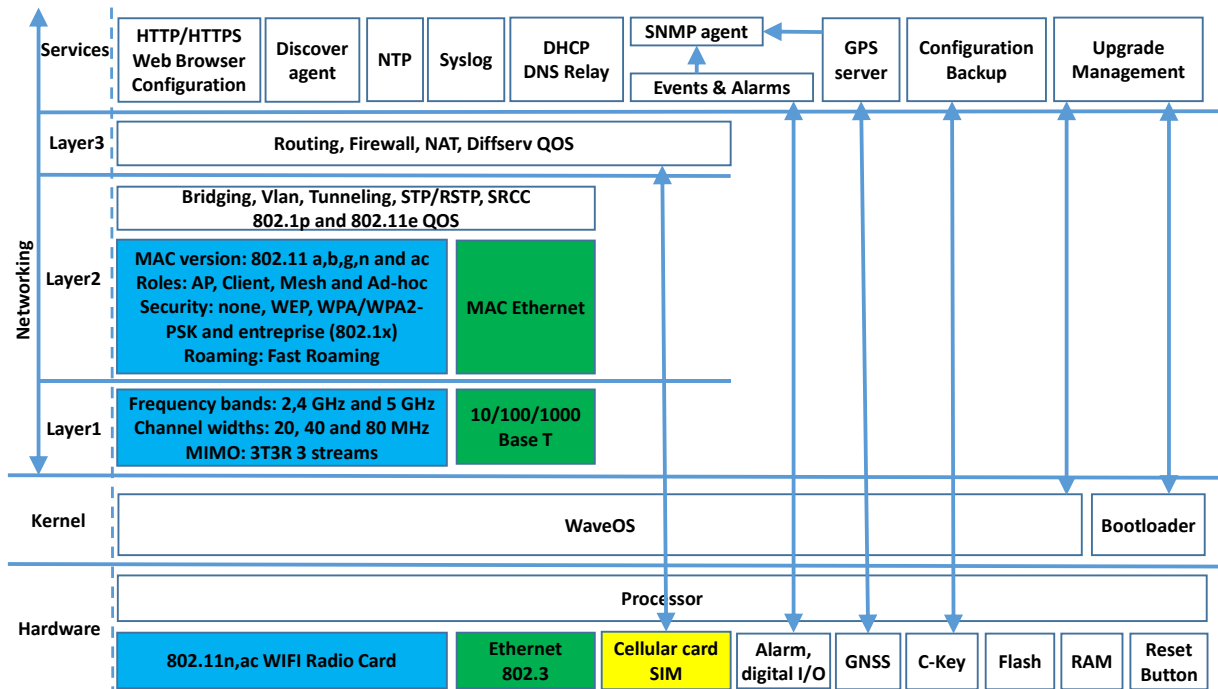 Networking
Services
HTTP/HTTPS
Web Browser
Configuration
Discover
agent
NTP
Syslog
DHCP
DNS Relay
SNMP agent
Events & Alarms
GPS
server
Configuration
Backup
Upgrade
Management
Layer3
Routing, Firewall, NAT, Diffserv QOS
Layer2
Bridging, Vlan, Tunneling, STP/RSTP, SRCC
802.1p and 802.11e QOS
MAC version: 802.11 a,b,g,n and ac
Roles: AP, Client, Mesh and Ad-hoc
Security: none, WEP, WPA/WPA2-
PSK and entreprise (802.1x)
Roaming: Fast Roaming
MAC Ethernet
Layer1
Frequency bands: 2,4 GHz and 5 GHz
Channel widths: 20, 40 and 80 MHz
MIMO: 3T3R 3 streams
10/100/1000
Base T
Kernel
WaveOS
Bootloader
Hardware
Processor
802.11n,ac WIFI Radio Card
Ethernet
802.3
Cellular card
SIM
Alarm,
digital I/O
GNSS
C-Key
Flash
RAM
Reset
Button